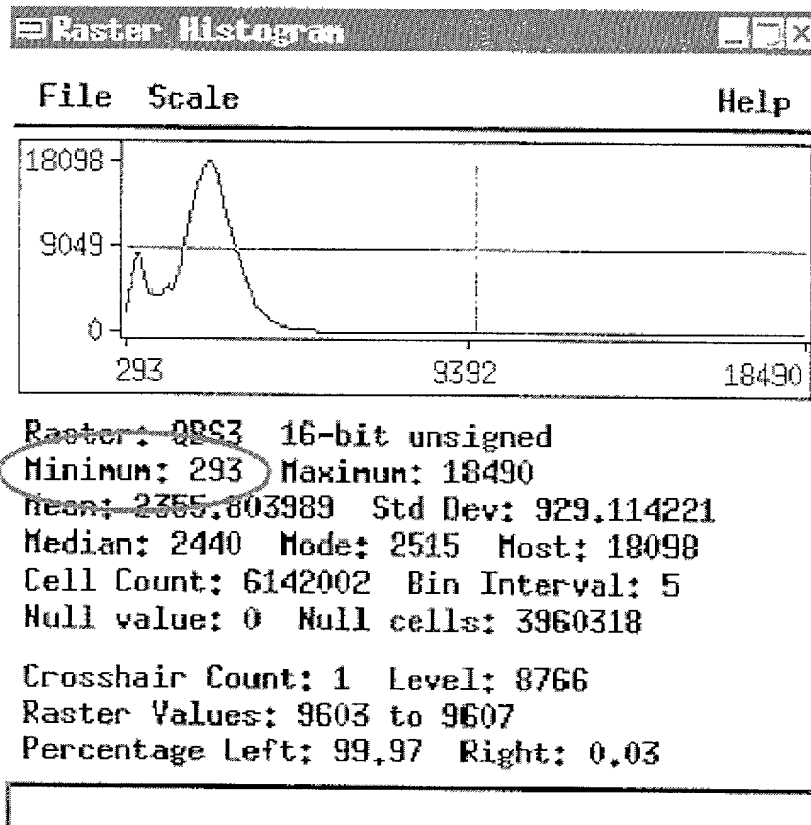 Raster Histogram
File Scale Help
18098
9049
0
293 9392 18490
Raster: QBS3 16-bit unsigned
Minimum: 293 Maximum: 18490
Mean: 2355.803989 Std Dev: 929.114221
Median: 2440 Mode: 2515 Most: 18098
Cell Count: 6142002 Bin Interval: 5
Null value: 0 Null cells: 3960318
Crosshair Count: 1 Level: 8766
Raster Values: 9603 to 9607
Percentage Left: 99.97 Right: 0.03